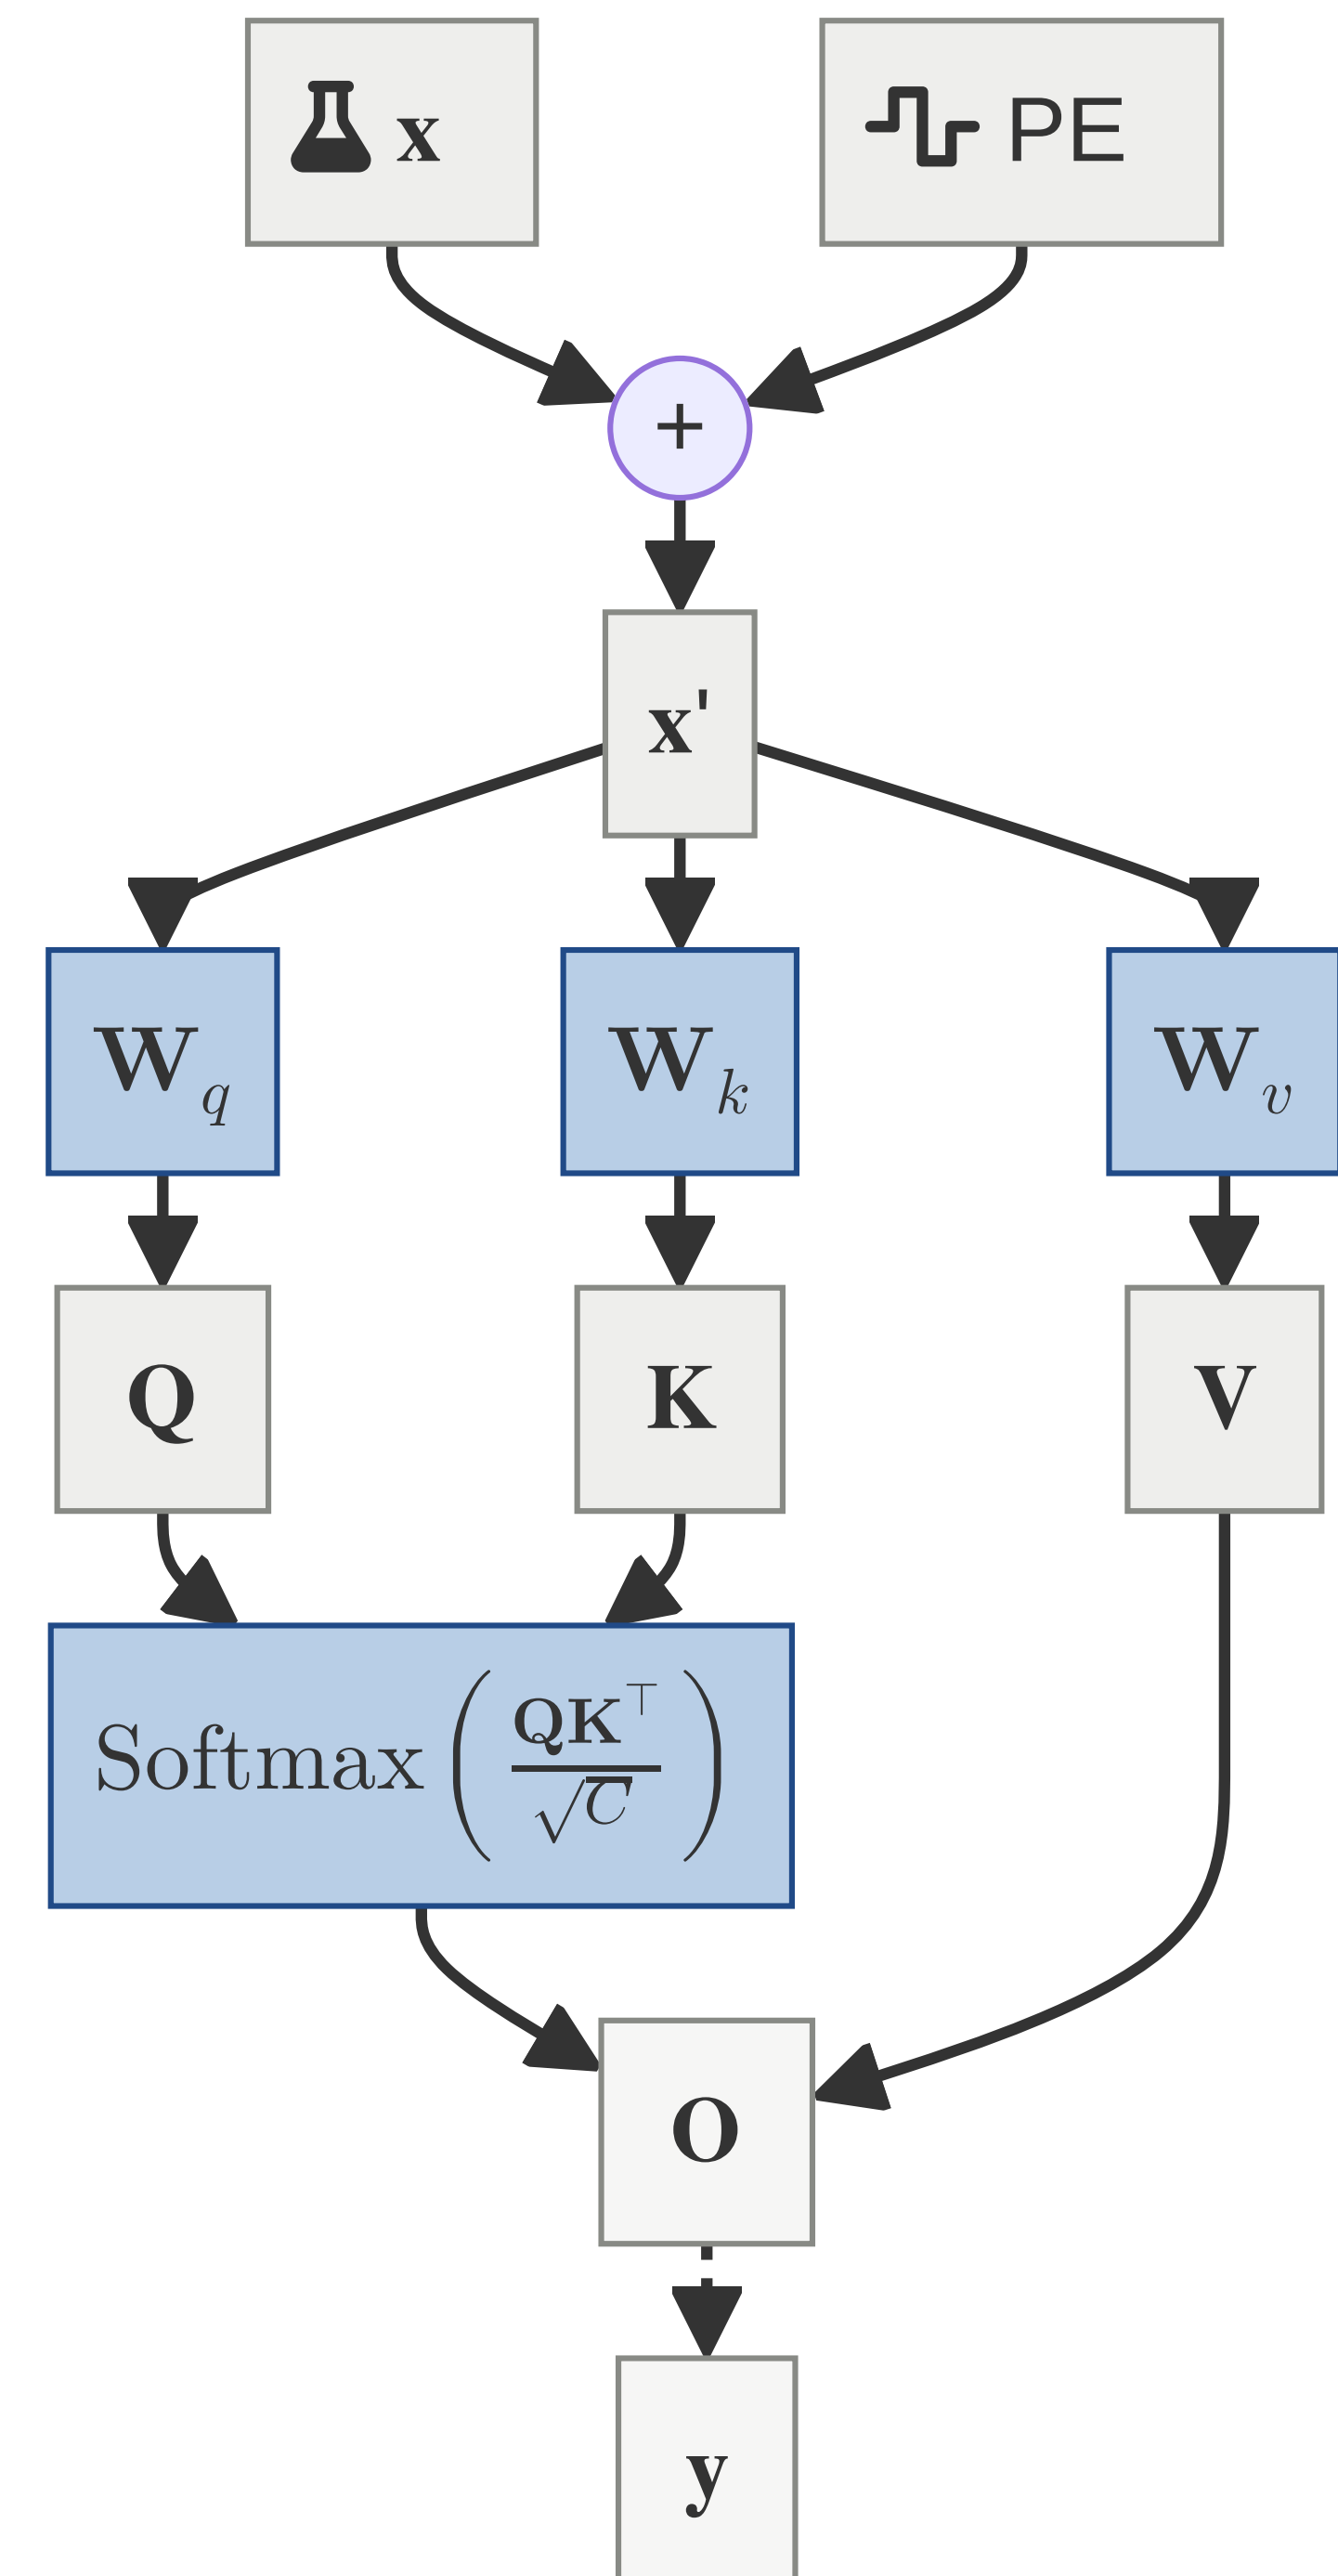 x PE
+
x'
W_q W_k W_v
Q K V
Softmax(QK^⊤/√C)
O
y